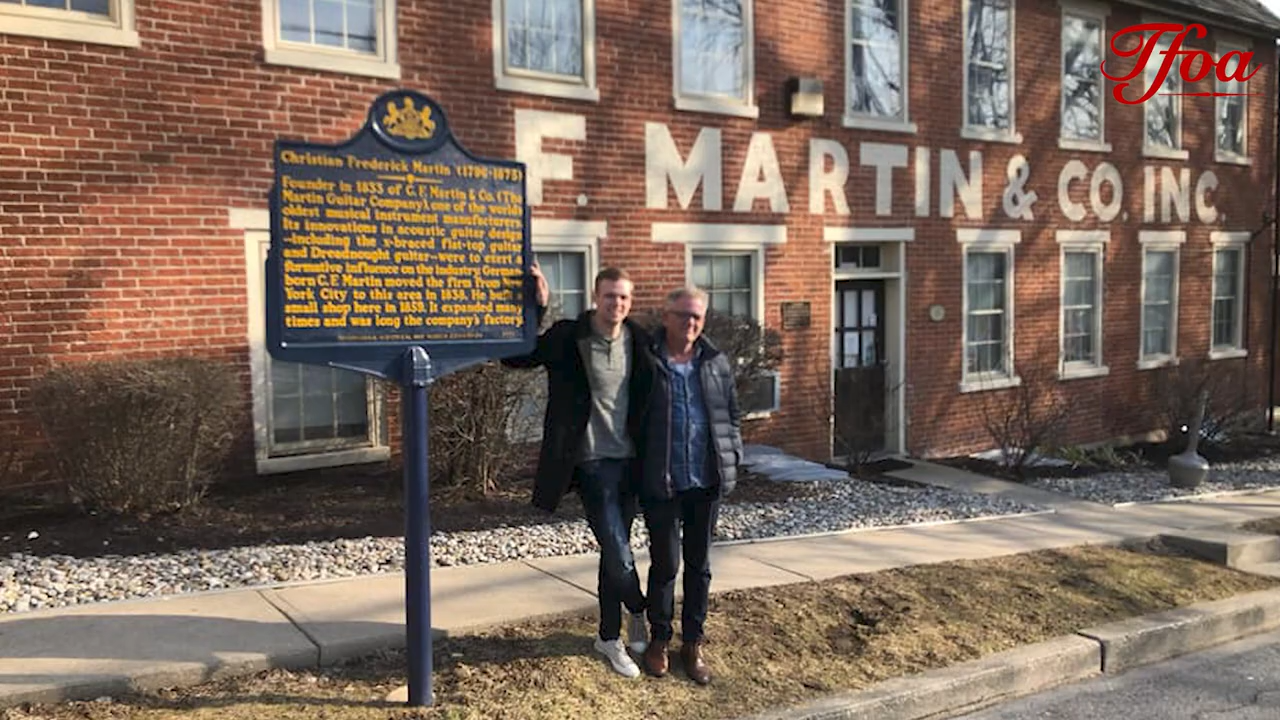 Tfoa
F. MARTIN & CO. INC.
Christian Frederick Martin (1796-1873)
Founder in 1833 of C. F. Martin & Co. (The
Martin Guitar Company), one of the world's
oldest musical instrument manufacturers.
Its innovations in acoustic guitar design
—including the x-braced flat-top guitar
and Dreadnought guitar—were to exert a
formative influence on the industry. German-
born C. F. Martin moved the firm from New
York City to this area in 1838. He built a
small shop here in 1859. It expanded many
times and was long the company's factory.